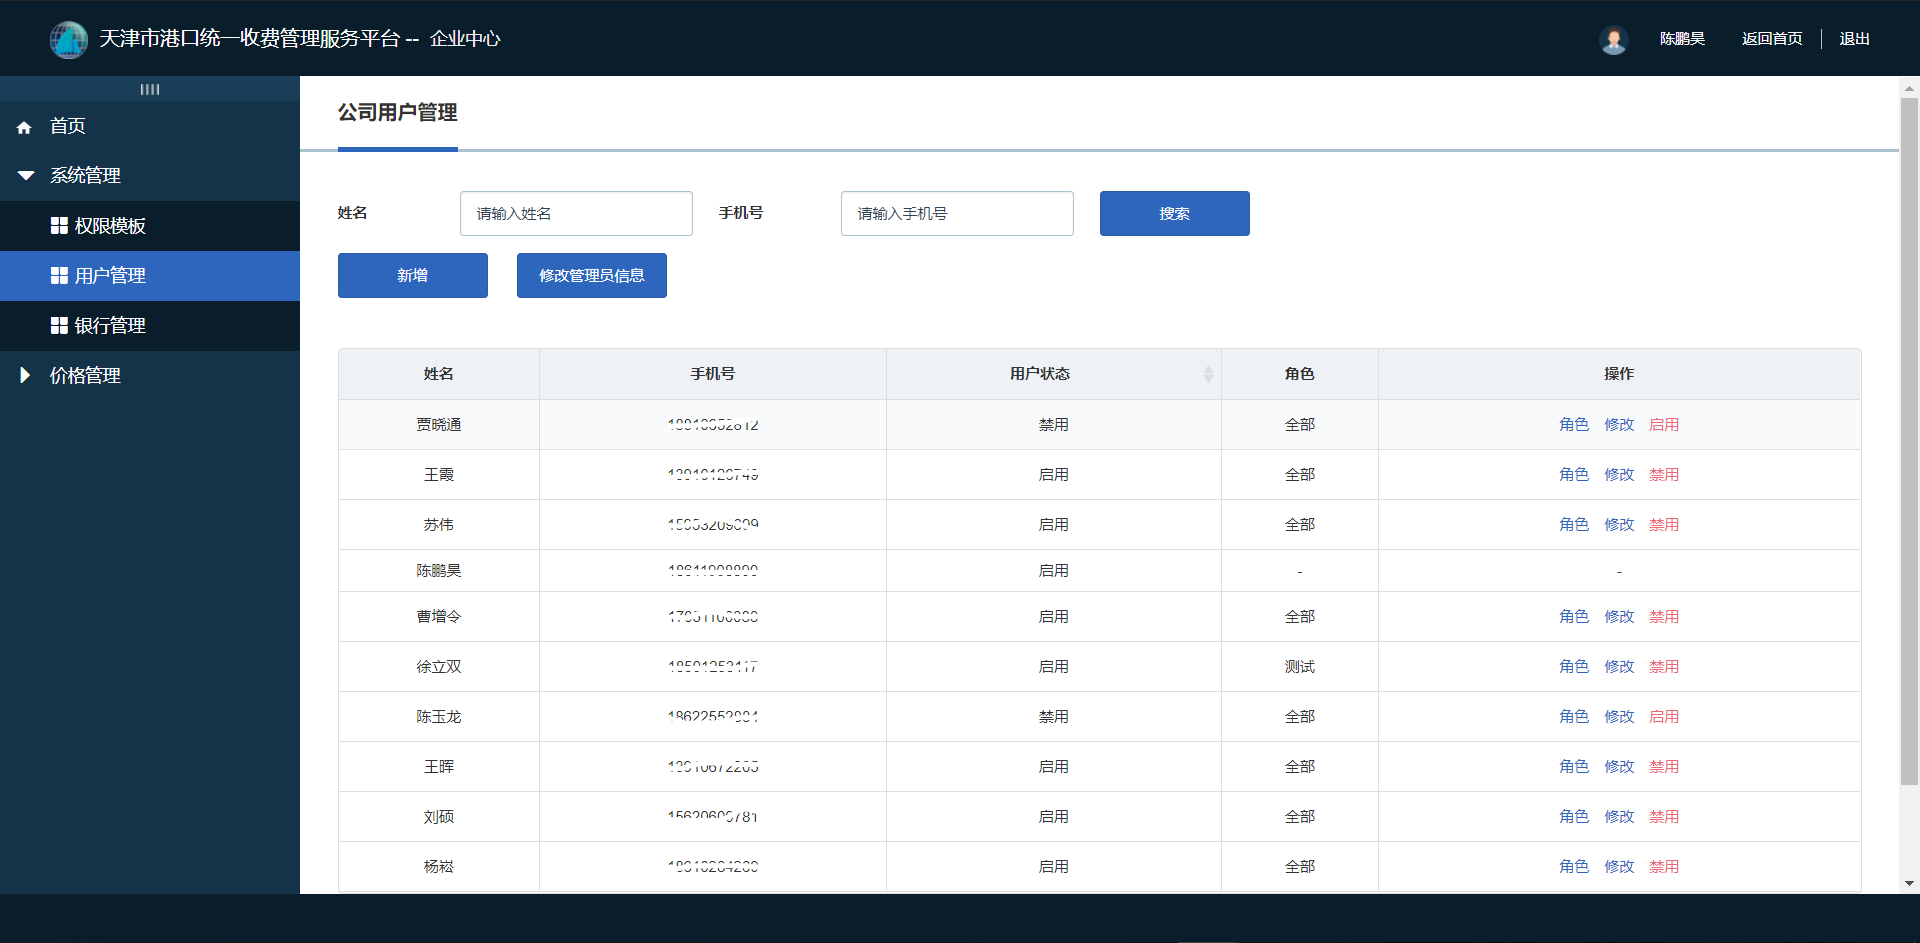 天津市港口统一收费管理服务平台 -- 企业中心
陈鹏昊 返回首页 退出
首页
系统管理
权限模板
用户管理
银行管理
价格管理
公司用户管理
姓名 请输入姓名 手机号 请输入手机号 搜索
新增 修改管理员信息
姓名 手机号 用户状态 角色 操作
贾晓通 禁用 全部 角色 修改 启用
王霞 启用 全部 角色 修改 禁用
苏伟 启用 全部 角色 修改 禁用
陈鹏昊 启用 - -
曹增令 启用 全部 角色 修改 禁用
徐立双 启用 测试 角色 修改 禁用
陈玉龙 禁用 全部 角色 修改 启用
王晖 启用 全部 角色 修改 禁用
刘硕 启用 全部 角色 修改 禁用
杨崧 启用 全部 角色 修改 禁用